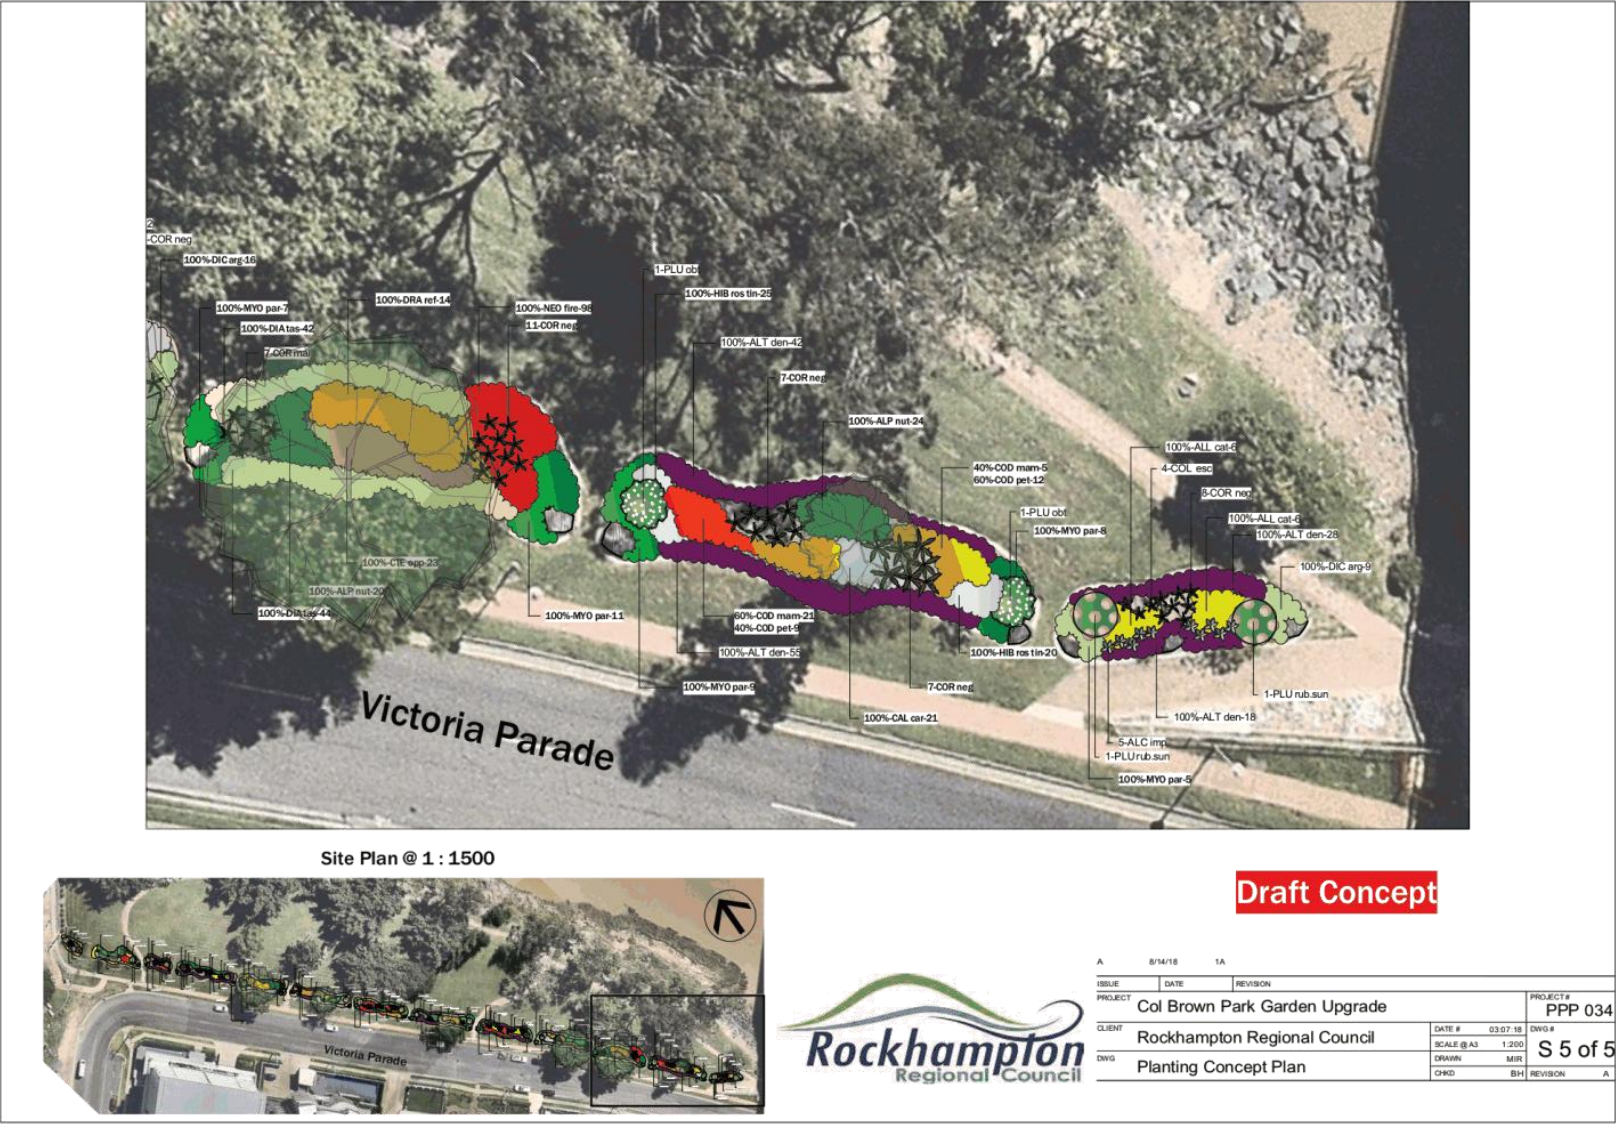 2
-COR neg
100%-DIC arg-16
100%-MYO par-7
100%-DIA tas-42
7-COR mal
100%-DRA ref-14
100%-NEO fire-98
11-COR neg
1-PLU obt
100%-HIB ros tin-25
100%-ALT den-42
7-COR neg
100%-ALP nut-24
40%-COD mam-5
60%-COD pet-12
1-PLU obt
100%-MYO par-8
100%-ALL cat-6
4-COL esc
8-COR neg
100%-ALL cat-6
100%-ALT den-28
100%-DIC arg-9
100%-CTE opp-23
100%-ALP nut-20
100%-DIA tas-44
100%-MYO par-11
60%-COD mam-21
40%-COD pet-9
100%-ALT den-55
100%-MYO par-9
100%-HIB ros tin-20
7-COR neg
100%-CAL car-21
1-PLU rub.sun
100%-ALT den-18
5-ALC imp
1-PLU rub.sun
100%-MYO par-5
Victoria Parade
Site Plan @ 1 : 1500
Victoria Parade
Draft Concept
Rockhampton
Regional Council
A 8/14/18 1A
ISSUE DATE REVISION
PROJECT Col Brown Park Garden Upgrade
PROJECT # PPP 034
CLIENT Rockhampton Regional Council
DATE # 03:07:18
SCALE @ A3 1:200
DWG # S 5 of 5
DWG Planting Concept Plan
DRAWN MIR
CHKD BH
REVISION A